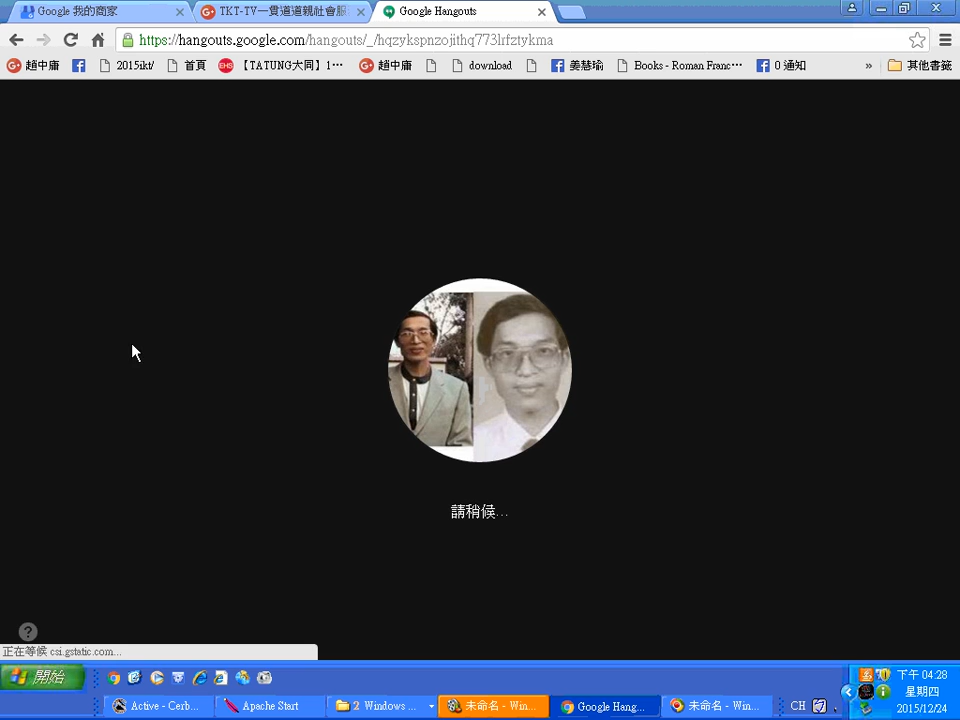 Google 我的商家
TKT-TV一貫道道親社會服
Google Hangouts
https://hangouts.google.com/hangouts/_/hqzykspnzojithq773lrfztykma
趙中庸
2015ikt/
首頁
【TATUNG大同】1…
趙中庸
download
姜慧瑜
Books - Roman Franc…
0 通知
»
其他書籤
請稍候...
?
正在等候 csi.gstatic.com...
開始
下午 04:28
星期四
2015/12/24
Active - Cerb...
Apache Start
2 Windows ...
未命名 - Win...
Google Hang...
未命名 - Win...
CH